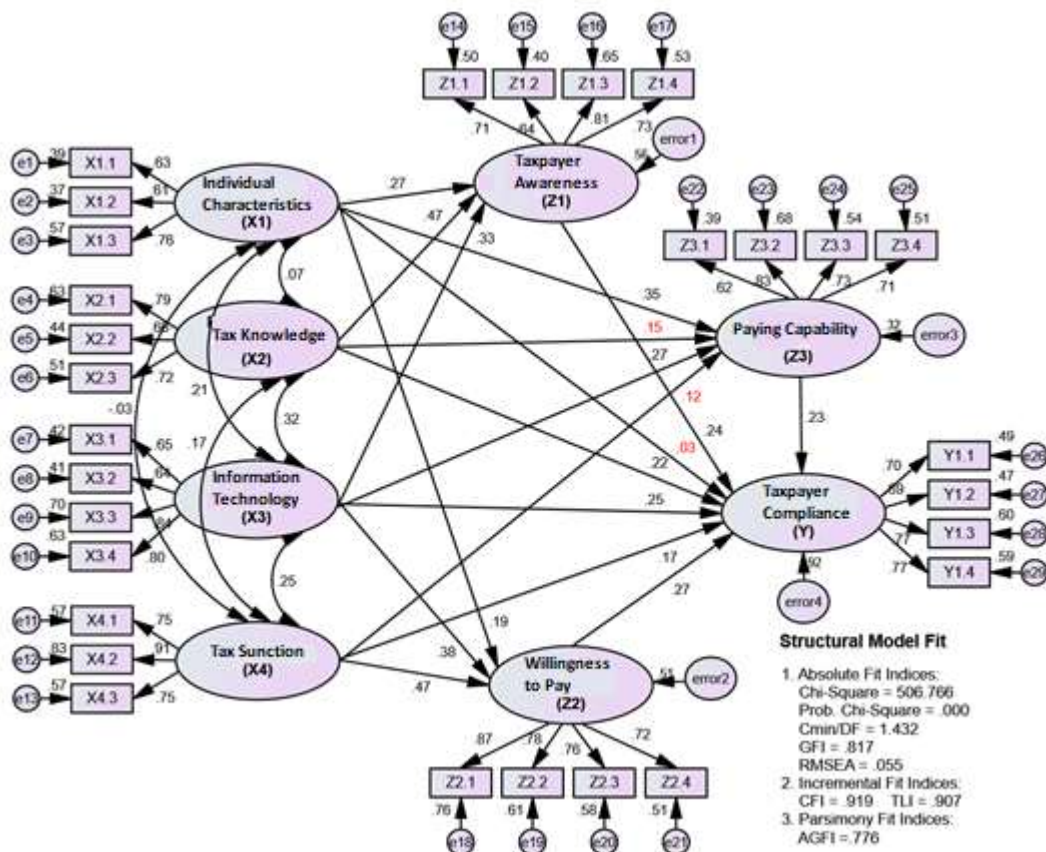 e14 e15 e16 e17
.50 .40 .65 .53
Z1.1 Z1.2 Z1.3 Z1.4
.71 .64 .81 .73
error1
.56
Taxpayer
Awareness
(Z1)
e1 .39 X1.1 .63
e2 .37 X1.2 .61
e3 .57 X1.3 .76
Individual
Characteristics
(X1)
.27
.47
.33
e22 e23 e24 e25
.39 .68 .54 .51
Z3.1 Z3.2 Z3.3 Z3.4
.62 .83 .73 .71
.07
e4 .63 X2.1 .79
e5 .44 X2.2
e6 .51 X2.3 .72
Tax Knowledge
(X2)
.35
.15
.27
Paying Capability
(Z3)
.32
error3
-.03
.21
.17
.32
.12
.03
.24
.22
.23
e7 .42 X3.1 .65
e8 .41 X3.2 .64
e9 .70 X3.3 .84
e10 .63 X3.4 .80
Information
Technology
(X3)
.25
Taxpayer
Compliance
(Y)
.92
error4
.70 Y1.1 .49 e26
.69 Y1.2 .47 e27
.77 Y1.3 .60 e28
.77 Y1.4 .59 e29
.25
.17
.27
e11 .57 X4.1 .75
e12 .83 X4.2 .91
e13 .57 X4.3 .75
Tax Sunction
(X4)
.19
.38
.47
Willingness
to Pay
(Z2)
.51
error2
.87 .78 .76 .72
Z2.1 Z2.2 Z2.3 Z2.4
.76 .61 .58 .51
e18 e19 e20 e21
Structural Model Fit
1. Absolute Fit Indices:
Chi-Square = 506.766
Prob. Chi-Square = .000
Cmin/DF = 1.432
GFI = .817
RMSEA = .055
2. Incremental Fit Indices:
CFI = .919 TLI = .907
3. Parsimony Fit Indices:
AGFI =.776